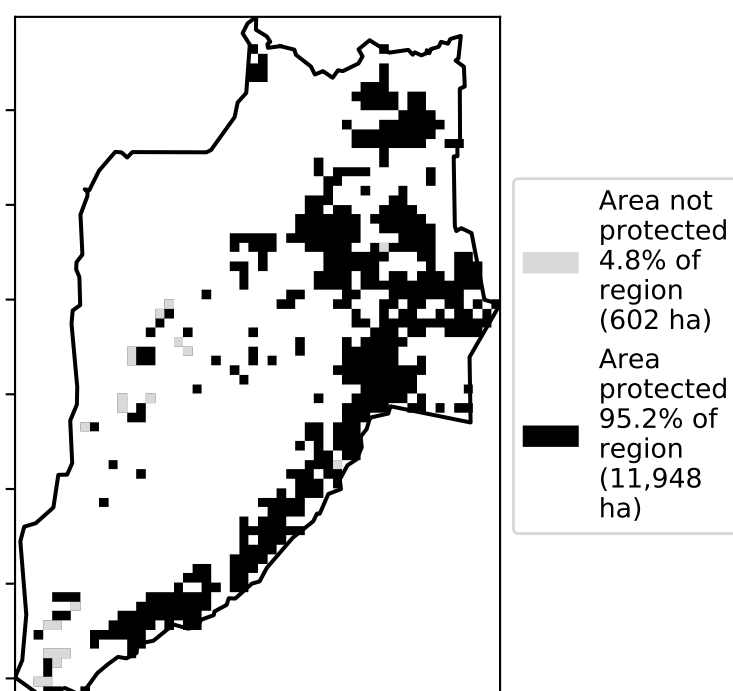 Area not
protected
4.8% of
region
(602 ha)
Area
protected
95.2% of
region
(11,948
ha)